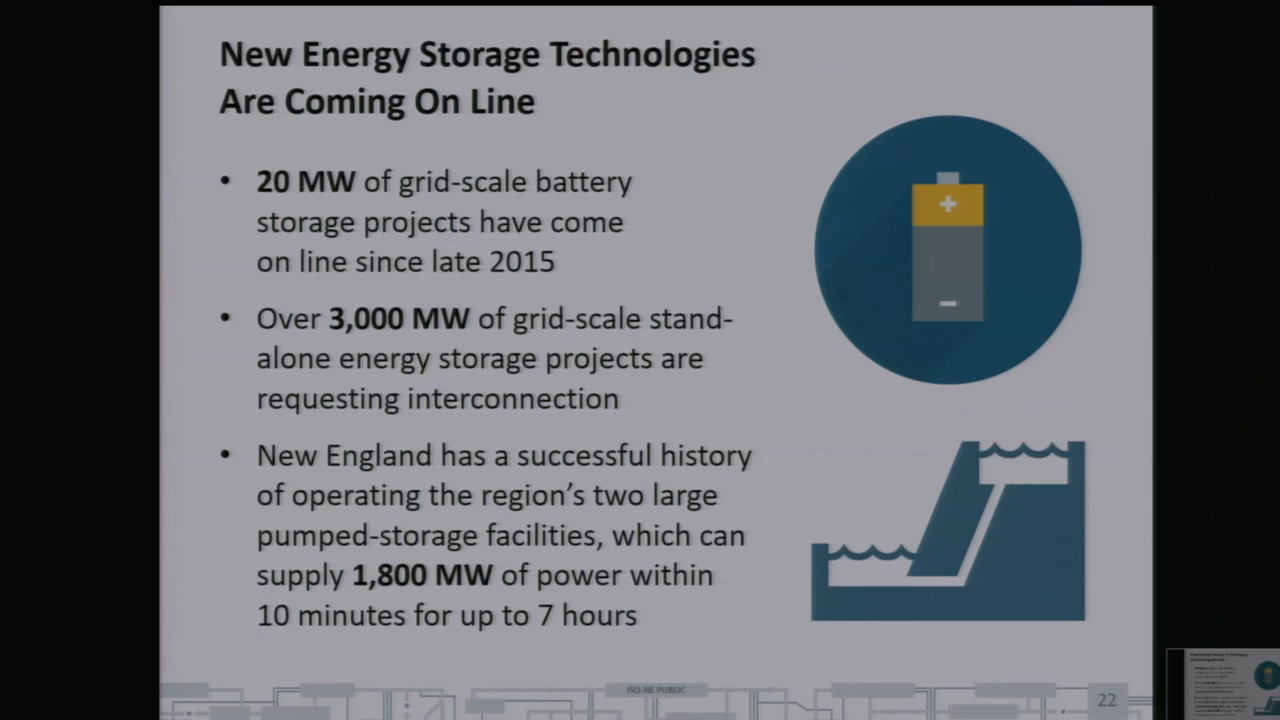 New Energy Storage Technologies
Are Coming On Line
• 20 MW of grid-scale battery
storage projects have come
on line since late 2015
• Over 3,000 MW of grid-scale stand-
alone energy storage projects are
requesting interconnection
• New England has a successful history
of operating the region's two large
pumped-storage facilities, which can
supply 1,800 MW of power within
10 minutes for up to 7 hours
+
-
ISO-NE PUBLIC
22